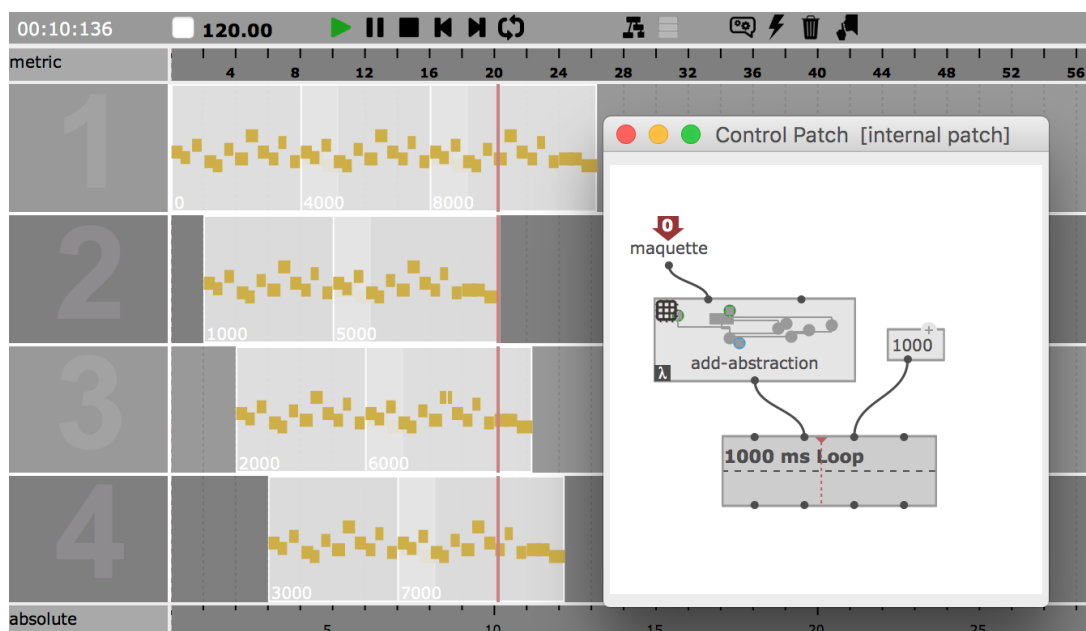 00:10:136 120.00
metric 4 8 12 16 20 24 28 32 36 40 44 48 52 56
1
0 4000 8000
2
1000 5000
3
2000 6000
4
3000 7000
absolute 5 10 15 20 25
Control Patch [internal patch]
0
maquette
1000
add-abstraction
λ
1000 ms Loop